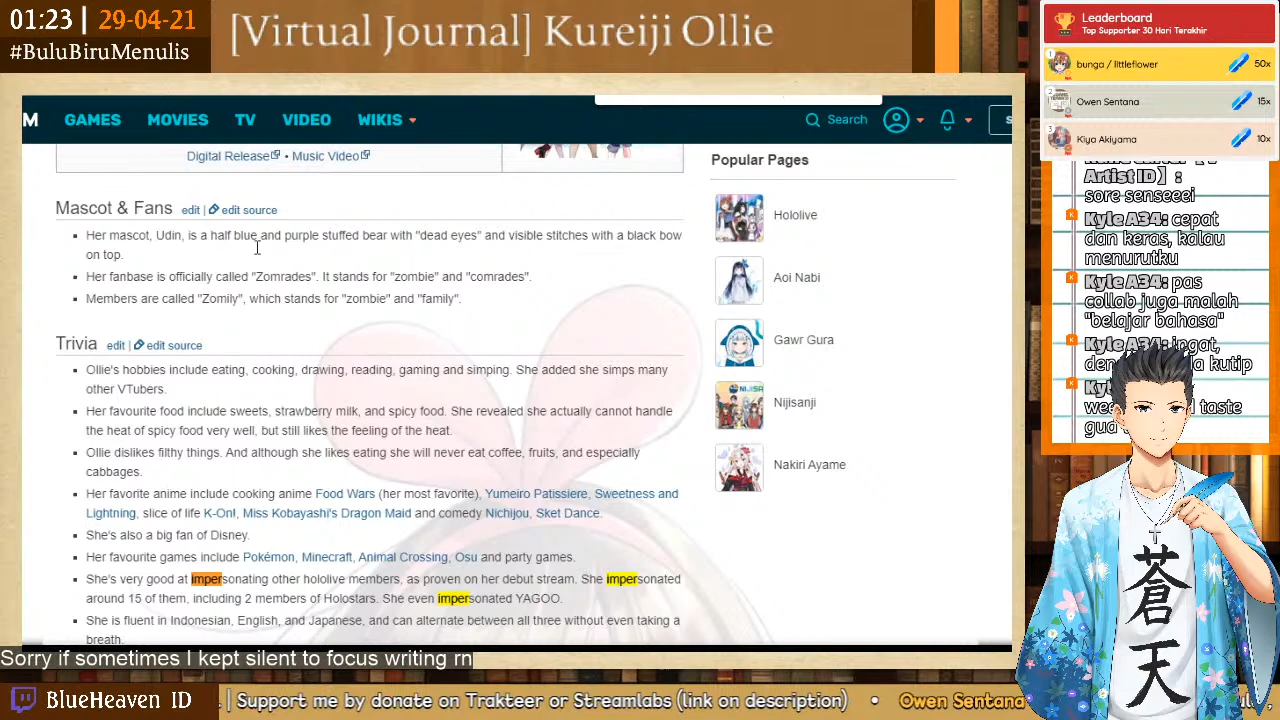 01:23 | 29-04-21
#BuluBiruMenulis
[Virtual Journal] Kureiji Ollie
Leaderboard
Top Supporter 30 Hari Terakhir
1 bunga / littleflower 50x
2 Owen Sentana 15x
3 Kiya Akiyama 10x
M GAMES MOVIES TV VIDEO WIKIS Search S
Digital Release • Music Video
Mascot & Fans edit | edit source
Her mascot, Udin, is a half blue and purple stuffed bear with "dead eyes" and visible stitches with a black bow
on top.
Her fanbase is officially called "Zomrades". It stands for "zombie" and "comrades".
Members are called "Zomily", which stands for "zombie" and "family".
Trivia edit | edit source
Ollie's hobbies include eating, cooking, drawing, reading, gaming and simping. She added she simps many
other VTubers.
Her favourite food include sweets, strawberry milk, and spicy food. She revealed she actually cannot handle
the heat of spicy food very well, but still likes the feeling of the heat.
Ollie dislikes filthy things. And although she likes eating she will never eat coffee, fruits, and especially
cabbages.
Her favorite anime include cooking anime Food Wars (her most favorite), Yumeiro Patissiere, Sweetness and
Lightning, slice of life K-On!, Miss Kobayashi's Dragon Maid and comedy Nichijou, Sket Dance.
She's also a big fan of Disney.
Her favourite games include Pokémon, Minecraft, Animal Crossing, Osu and party games.
She's very good at impersonating other hololive members, as proven on her debut stream. She impersonated
around 15 of them, including 2 members of Holostars. She even impersonated YAGOO.
She is fluent in Indonesian, English, and Japanese, and can alternate between all three without even taking a
breath.
Popular Pages
Hololive
Aoi Nabi
Gawr Gura
NIJISA
Nijisanji
Nakiri Ayame
Artist ID】:
sore senseeei
Kyle A34: cepat
dan keras, kalau
menurutku
Kyle A34: pas
collab juga malah
"belajar bahasa"
Kyle A34: ingat,
kutip
taste
蒼天
Sorry if sometimes I kept silent to focus writing rn
BlueHeaven ID
| Support me by donate on Trakteer or Streamlabs (link on description) • Owen Sentana